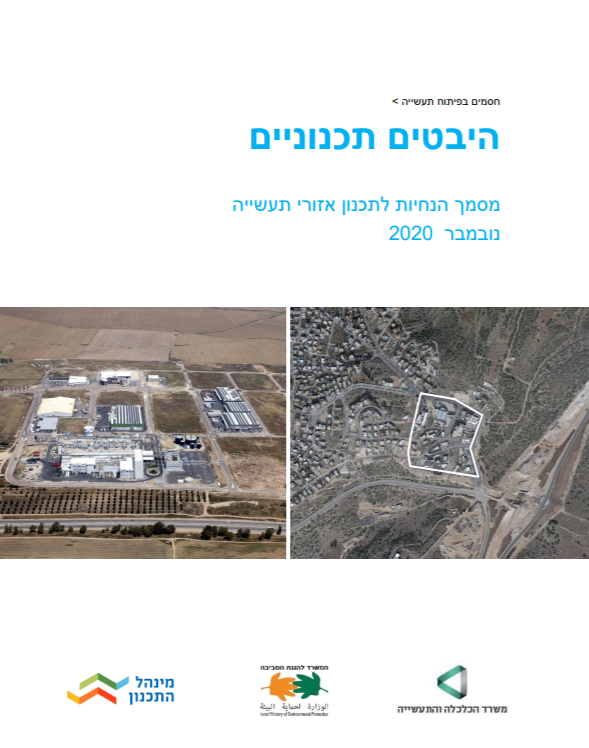 חסמים בפיתוח תעשייה >
היבטים תכנוניים
מסמך הנחיות לתכנון אזורי תעשייה
נובמבר 2020
מינהל
התכנון
המשרד להגנת הסביבה
الوزارة لحماية البيئة
Israel Ministry of Environmental Protection
משרד הכלכלה והתעשייה